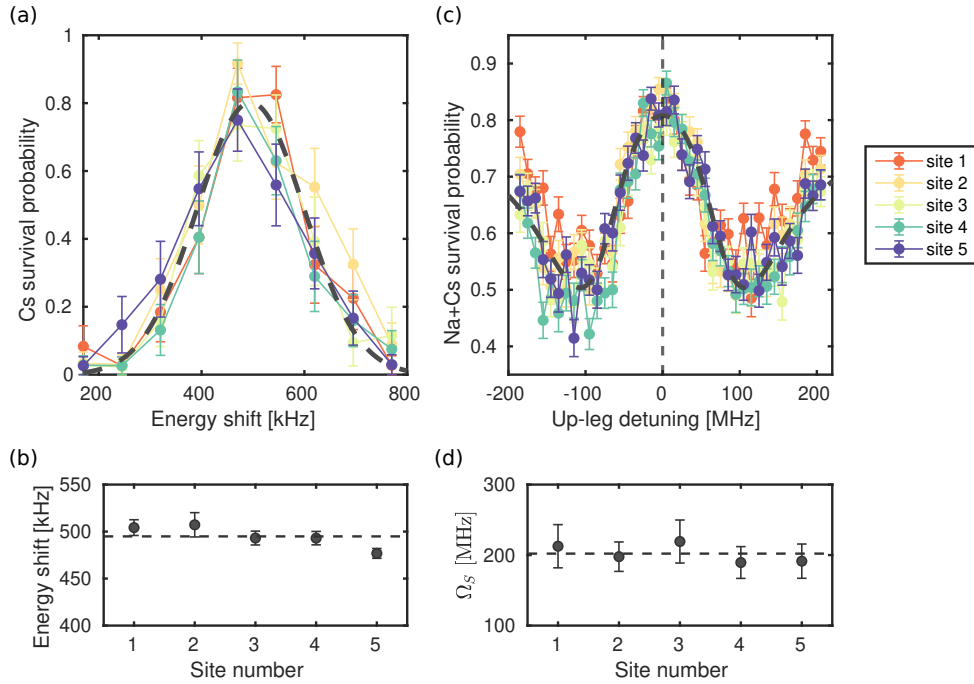 (a)
Cs survival probability
1
0.8
0.6
0.4
0.2
0
200
400
600
800
Energy shift [kHz]
(c)
Na+Cs survival probability
0.9
0.8
0.7
0.6
0.5
0.4
-200
-100
0
100
200
Up-leg detuning [MHz]
site 1
site 2
site 3
site 4
site 5
(b)
Energy shift [kHz]
550
500
450
400
1
2
3
4
5
Site number
(d)
Ω_S [MHz]
300
200
100
1
2
3
4
5
Site number